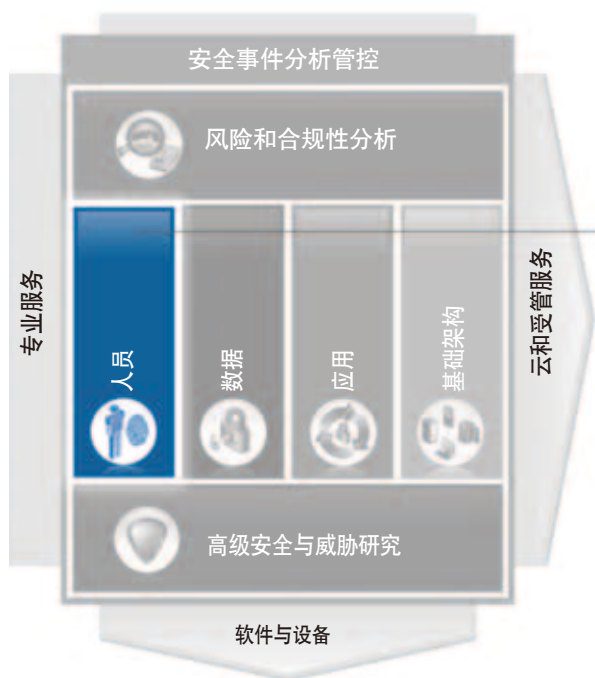 安全事件分析管控
风险和合规性分析
专业服务
人员
数据
应用
基础架构
云和受管服务
高级安全与威胁研究
软件与设备